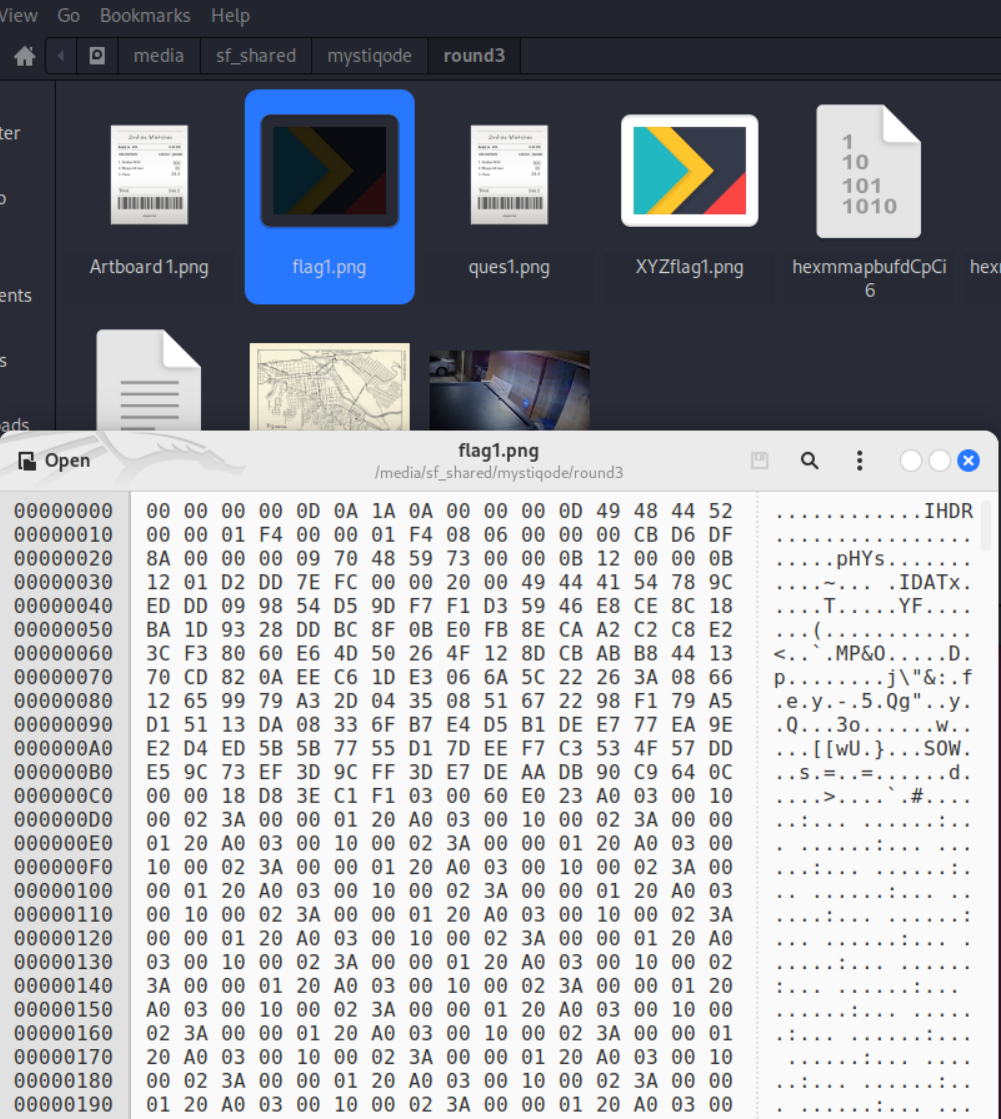 View Go Bookmarks Help
media sf_shared mystiqode round3
Artboard 1.png flag1.png ques1.png XYZflag1.png hexmmapbufdCpCi
6
1
10
101
1010
Open
flag1.png
/media/sf_shared/mystiqode/round3
00000000 00 00 00 00 0D 0A 1A 0A 00 00 00 0D 49 48 44 52 ............IHDR
00000010 00 00 01 F4 00 00 01 F4 08 06 00 00 00 CB D6 DF ................
00000020 8A 00 00 00 09 70 48 59 73 00 00 0B 12 00 00 0B .....pHYs.......
00000030 12 01 D2 DD 7E FC 00 00 20 00 49 44 41 54 78 9C ....~... .IDATx.
00000040 ED DD 09 98 54 D5 9D F7 F1 D3 59 46 E8 CE 8C 18 ....T.....YF....
00000050 BA 1D 93 28 DD BC 8F 0B E0 FB 8E CA A2 C2 C8 E2 ...(............
00000060 3C F3 80 60 E6 4D 50 26 4F 12 8D CB AB B8 44 13 <..`.MP&O.....D.
00000070 70 CD 82 0A EE C6 1D E3 06 6A 5C 22 26 3A 08 66 p........j\"&:.f
00000080 12 65 99 79 A3 2D 04 35 08 51 67 22 98 F1 79 A5 .e.y.-.5.Qg"..y.
00000090 D1 51 13 DA 08 33 6F B7 E4 D5 B1 DE E7 77 EA 9E .Q...3o......w..
000000A0 E2 D4 ED 5B 5B 77 55 D1 7D EE F7 C3 53 4F 57 DD ...[[wU.}...SOW.
000000B0 E5 9C 73 EF 3D 9C FF 3D E7 DE AA DB 90 C9 64 0C ..s.=..=......d.
000000C0 00 00 18 D8 3E C1 F1 03 00 60 E0 23 A0 03 00 10 ....>....`.#....
000000D0 00 02 3A 00 00 01 20 A0 03 00 10 00 02 3A 00 00 ..:... ......:..
000000E0 01 20 A0 03 00 10 00 02 3A 00 00 01 20 A0 03 00 . ......:... ...
000000F0 10 00 02 3A 00 00 01 20 A0 03 00 10 00 02 3A 00 ...:... ......:.
00000100 00 01 20 A0 03 00 10 00 02 3A 00 00 01 20 A0 03 .. ......:... ..
00000110 00 10 00 02 3A 00 00 01 20 A0 03 00 10 00 02 3A ....:... ......:
00000120 00 00 01 20 A0 03 00 10 00 02 3A 00 00 01 20 A0 ... ......:... .
00000130 03 00 10 00 02 3A 00 00 01 20 A0 03 00 10 00 02 .....:... ......
00000140 3A 00 00 01 20 A0 03 00 10 00 02 3A 00 00 01 20 :... ......:... 
00000150 A0 03 00 10 00 02 3A 00 00 01 20 A0 03 00 10 00 ......:... .....
00000160 02 3A 00 00 01 20 A0 03 00 10 00 02 3A 00 00 01 .:... ......:...
00000170 20 A0 03 00 10 00 02 3A 00 00 01 20 A0 03 00 10  ......:... ....
00000180 00 02 3A 00 00 01 20 A0 03 00 10 00 02 3A 00 00 ..:... ......:..
00000190 01 20 A0 03 00 10 00 02 3A 00 00 01 20 A0 03 00 . ......:... ...